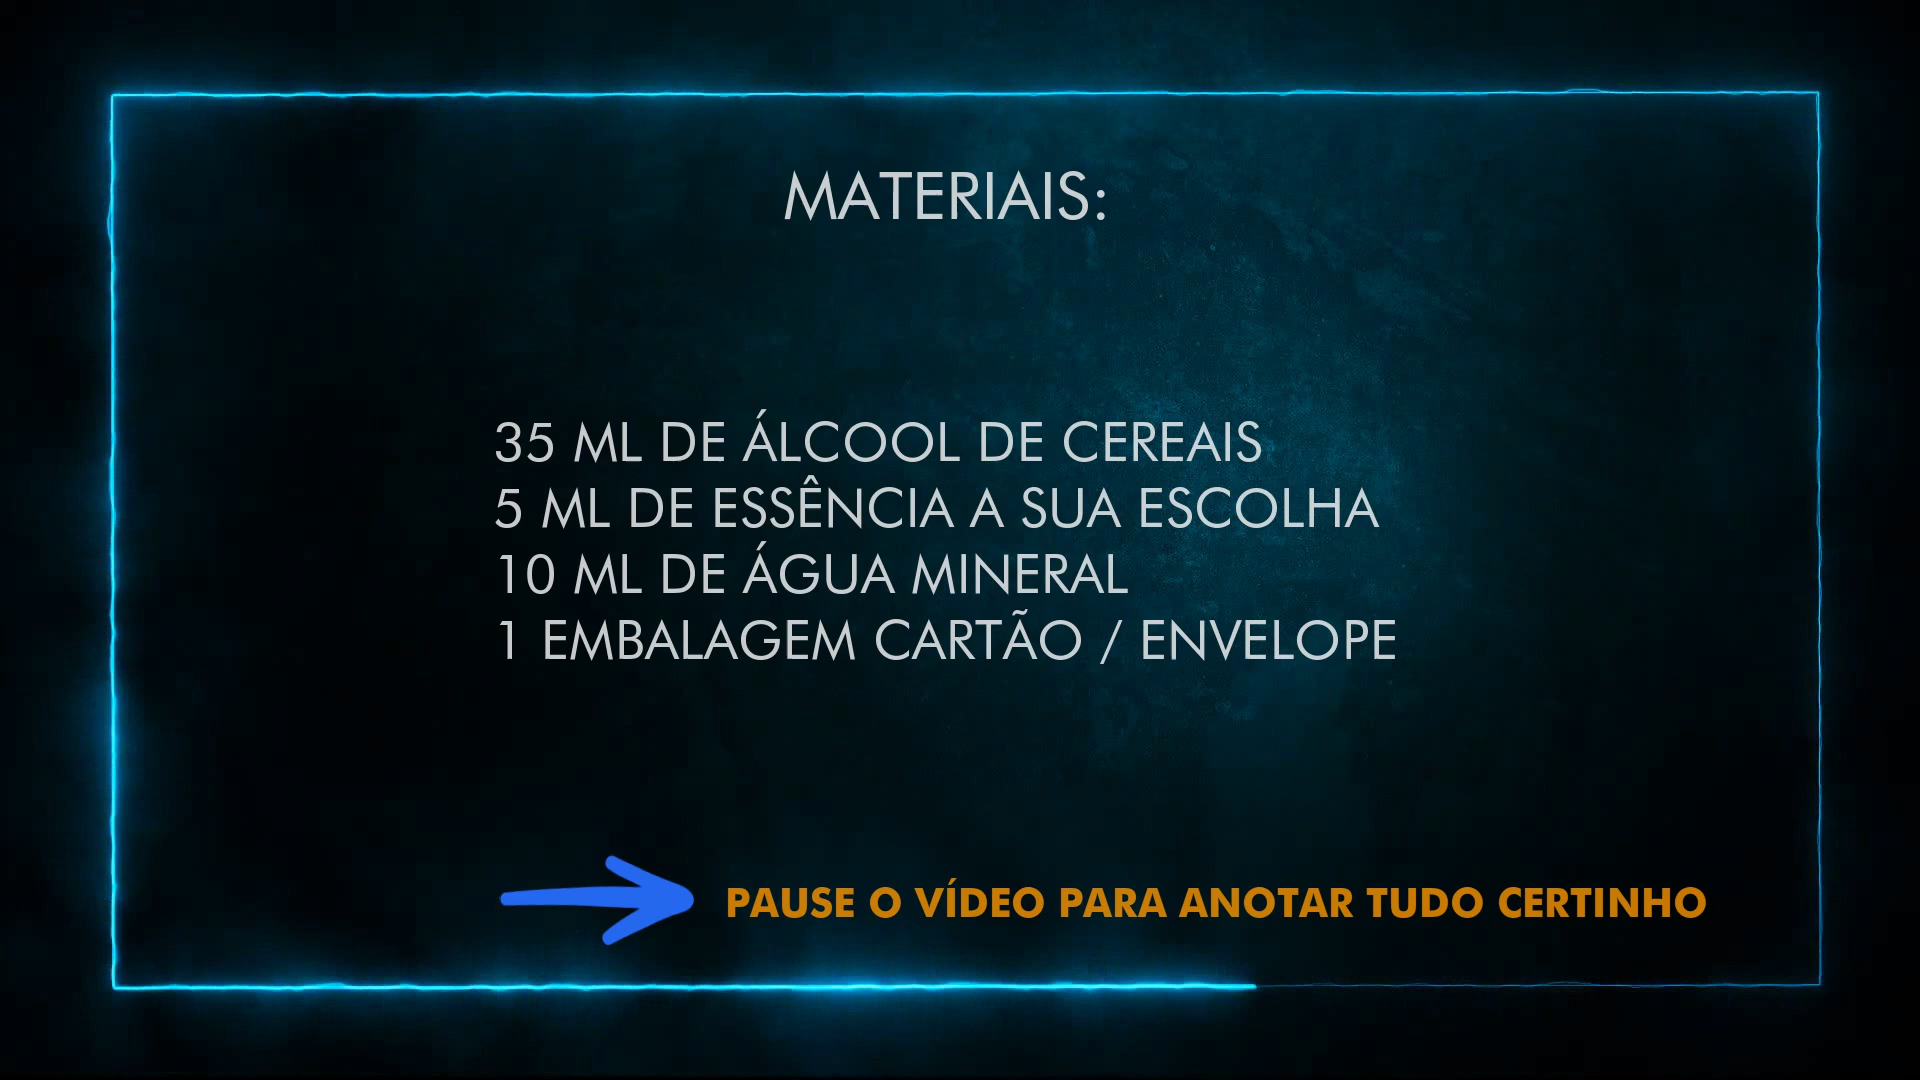 MATERIAIS:
35 ML DE ÁLCOOL DE CEREAIS
5 ML DE ESSÊNCIA A SUA ESCOLHA
10 ML DE ÁGUA MINERAL
1 EMBALAGEM CARTÃO / ENVELOPE
PAUSE O VÍDEO PARA ANOTAR TUDO CERTINHO